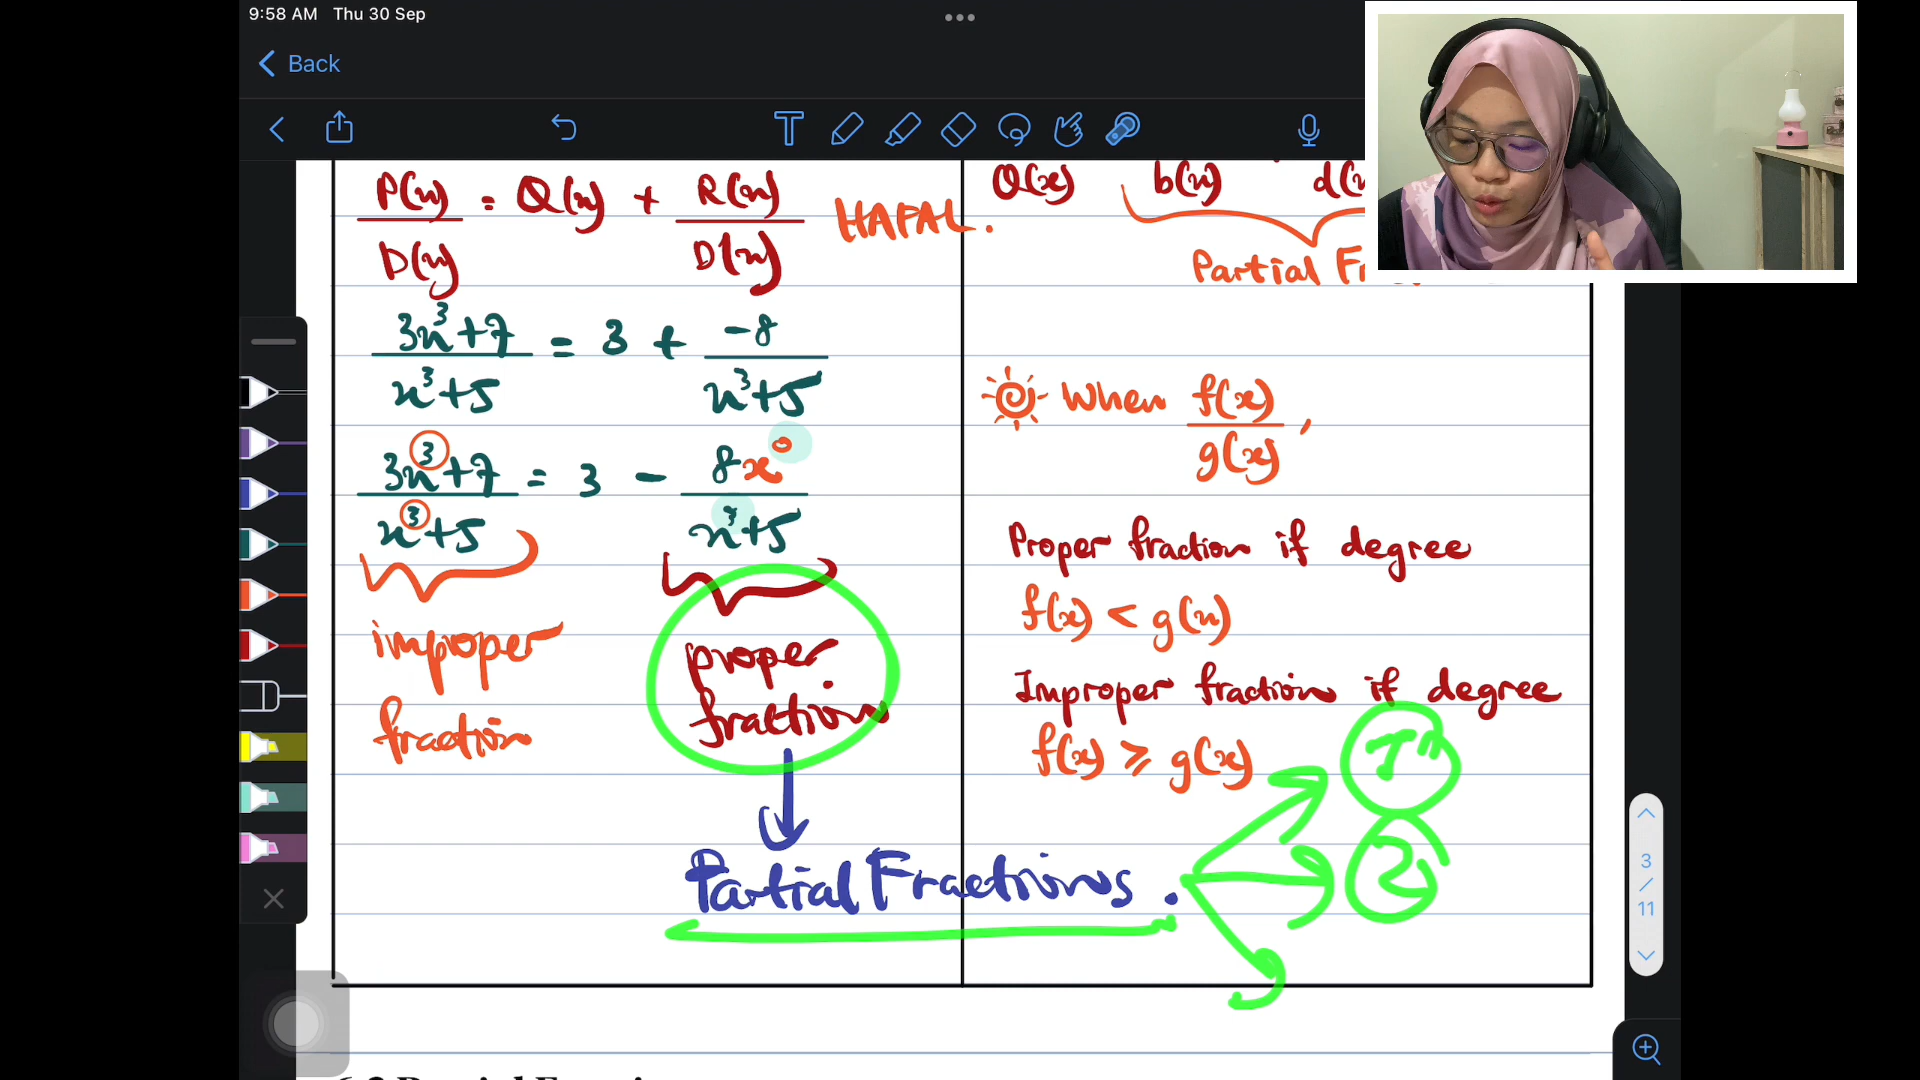 9:58 AM Thu 30 Sep
Back
P(x)/D(x) = Q(x) + R(x)/D(x) HAFAL.
(3x³+7)/(x³+5) = 3 + (-8)/(x³+5)
(3x³+7)/(x³+5) = 3 - 8x⁰/(x³+5)
improper
fraction
proper
fraction
Partial Fractions.
Q(x) b(x)
Partial
When f(x)/g(x),
Proper fraction if degree
f(x) < g(x)
Improper fraction if degree
f(x) ≥ g(x)
2
3
/
11